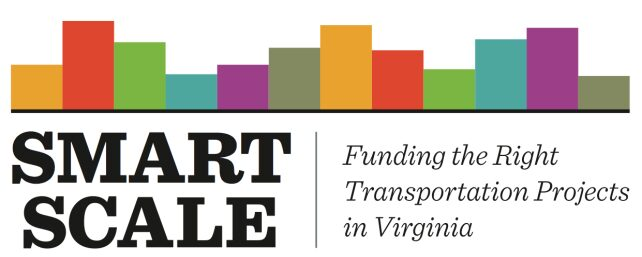 SMART
SCALE
Funding the Right
Transportation Projects
in Virginia